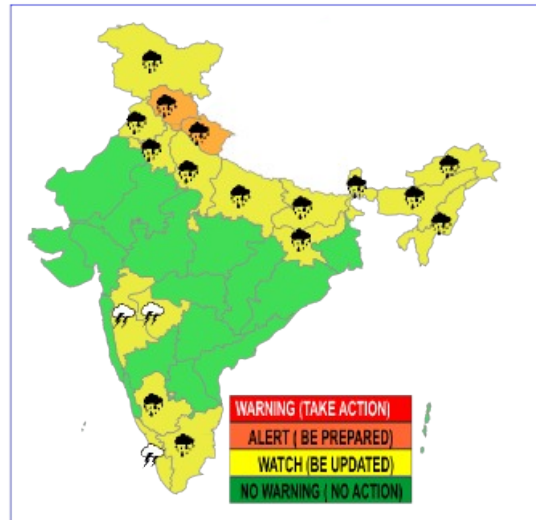 WARNING (TAKE ACTION)
ALERT ( BE PREPARED)
WATCH (BE UPDATED)
NO WARNING ( NO ACTION)